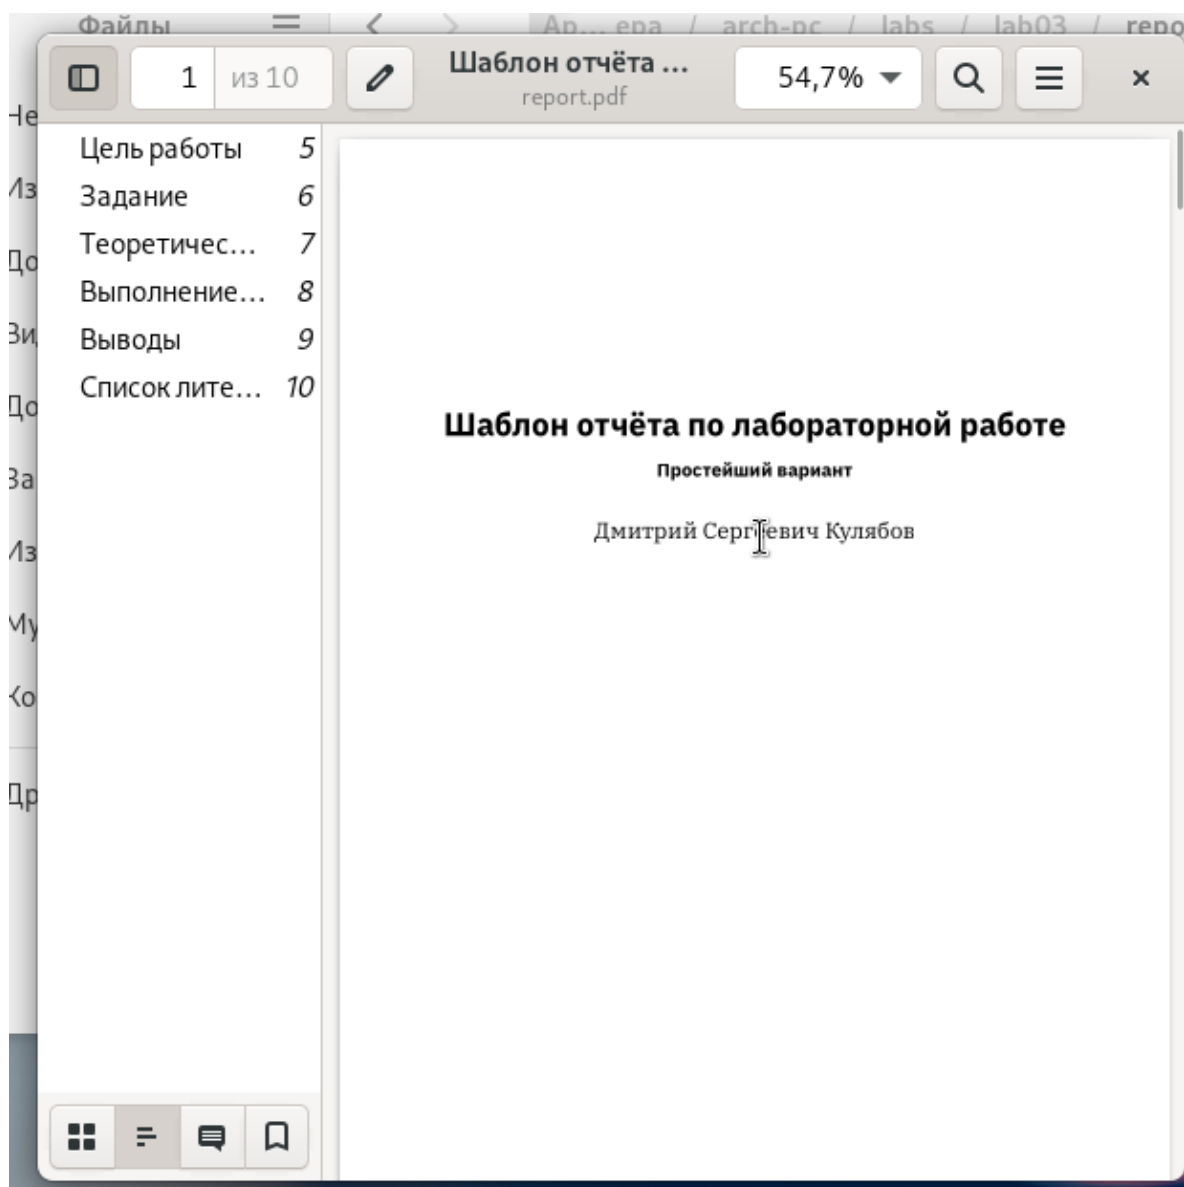 Файлы
Ар... ера / arch-pc / labs / lab03 /
1 из 10
Шаблон отчёта ...
report.pdf
54,7%
Цель работы 5
Задание 6
Теоретичес... 7
Выполнение... 8
Выводы 9
Список лите... 10
Шаблон отчёта по лабораторной работе
Простейший вариант
Дмитрий Сергеевич Кулябов